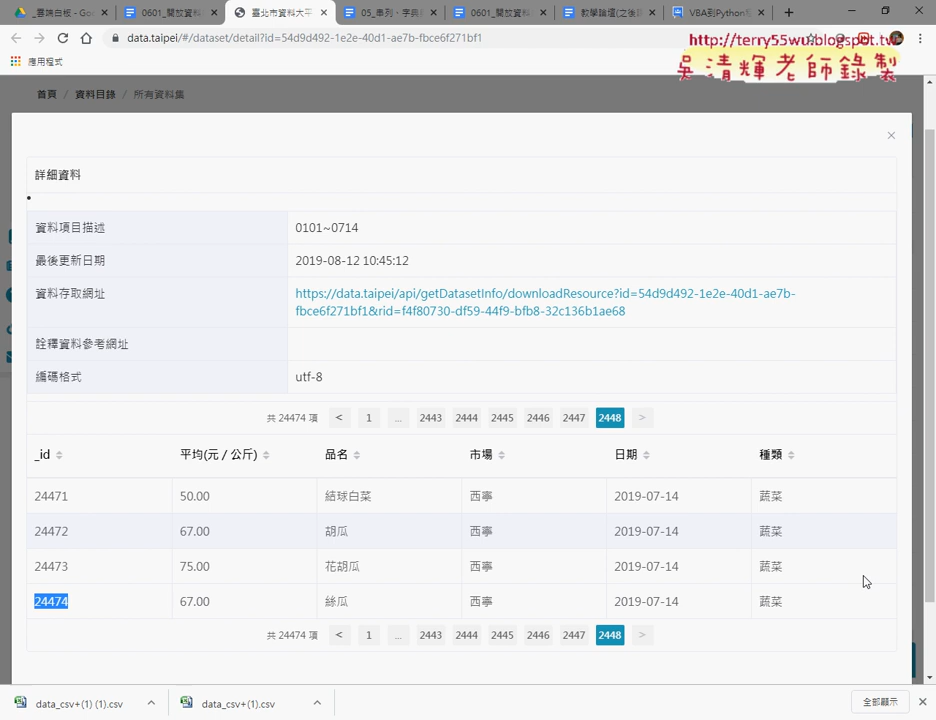 _雲端白板 - Go
0601_開放資料
臺北市資料大平
05_串列、字典
0601_開放資料
教學論壇(之後
VBA到Python
data.taipei/#/dataset/detail?id=54d9d492-1e2e-40d1-ae7b-fbce6f271bf1
http://terry55wu.blogspot.tw
吳清輝老師錄製
應用程式
首頁 / 資料目錄 / 所有資料集
×
詳細資料
資料項目描述 0101~0714
最後更新日期 2019-08-12 10:45:12
資料存取網址 https://data.taipei/api/getDatasetInfo/downloadResource?id=54d9d492-1e2e-40d1-ae7b-
fbce6f271bf1&rid=f4f80730-df59-44f9-bfb8-32c136b1ae68
詮釋資料參考網址
編碼格式 utf-8
共 24474 項 < 1 ... 2443 2444 2445 2446 2447 2448 >
_id 平均(元 / 公斤) 品名 市場 日期 種類
24471 50.00 結球白菜 西寧 2019-07-14 蔬菜
24472 67.00 胡瓜 西寧 2019-07-14 蔬菜
24473 75.00 花胡瓜 西寧 2019-07-14 蔬菜
24474 67.00 絲瓜 西寧 2019-07-14 蔬菜
共 24474 項 < 1 ... 2443 2444 2445 2446 2447 2448 >
data_csv+(1) (1).csv
data_csv+(1).csv
全部顯示